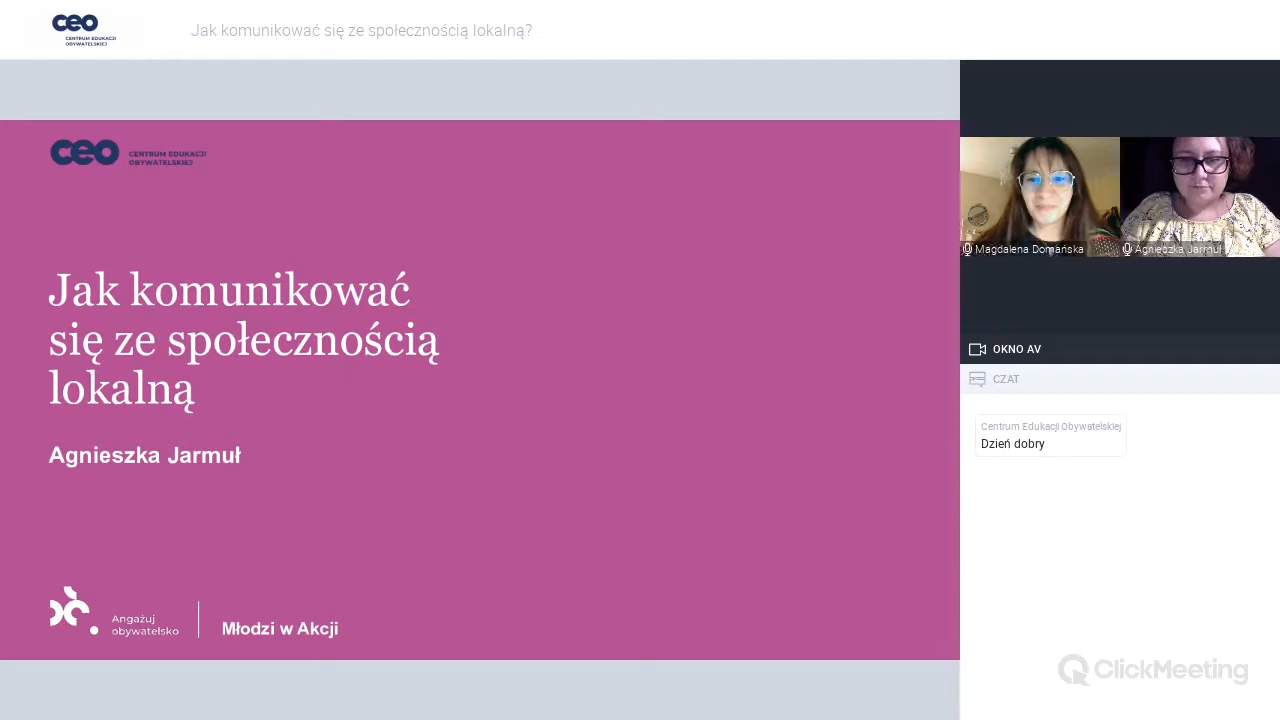 ceo
CENTRUM EDUKACJI
OBYWATELSKIEJ
Jak komunikować się ze społecznością lokalną?
ceo
CENTRUM EDUKACJI
OBYWATELSKIEJ
Jak komunikować
się ze społecznością
lokalną
Agnieszka Jarmuł
Angażuj
obywatelsko
Młodzi w Akcji
Magdalena Domańska
Agnieszka Jarmuł
OKNO AV
CZAT
Centrum Edukacji Obywatelskiej
Dzień dobry
ClickMeeting